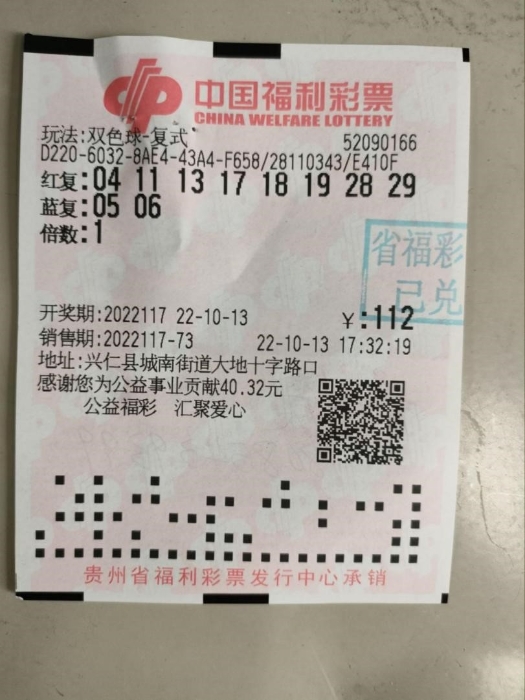 中国福利彩票
CHINA WELFARE LOTTERY
玩法:双色球-复式 52090166
D220-6032-8AE4-43A4-F658/28110343/E410F
红复:04 11 13 17 18 19 28 29
蓝复:05 06
倍数:1
省福彩
已兑
开奖期:2022117 22-10-13 ¥:112
销售期:2022117-73 22-10-13 17:32:19
地址:兴仁县城南街道大地十字路口
感谢您为公益事业贡献40.32元
公益福彩 汇聚爱心
贵州省福利彩票发行中心承销